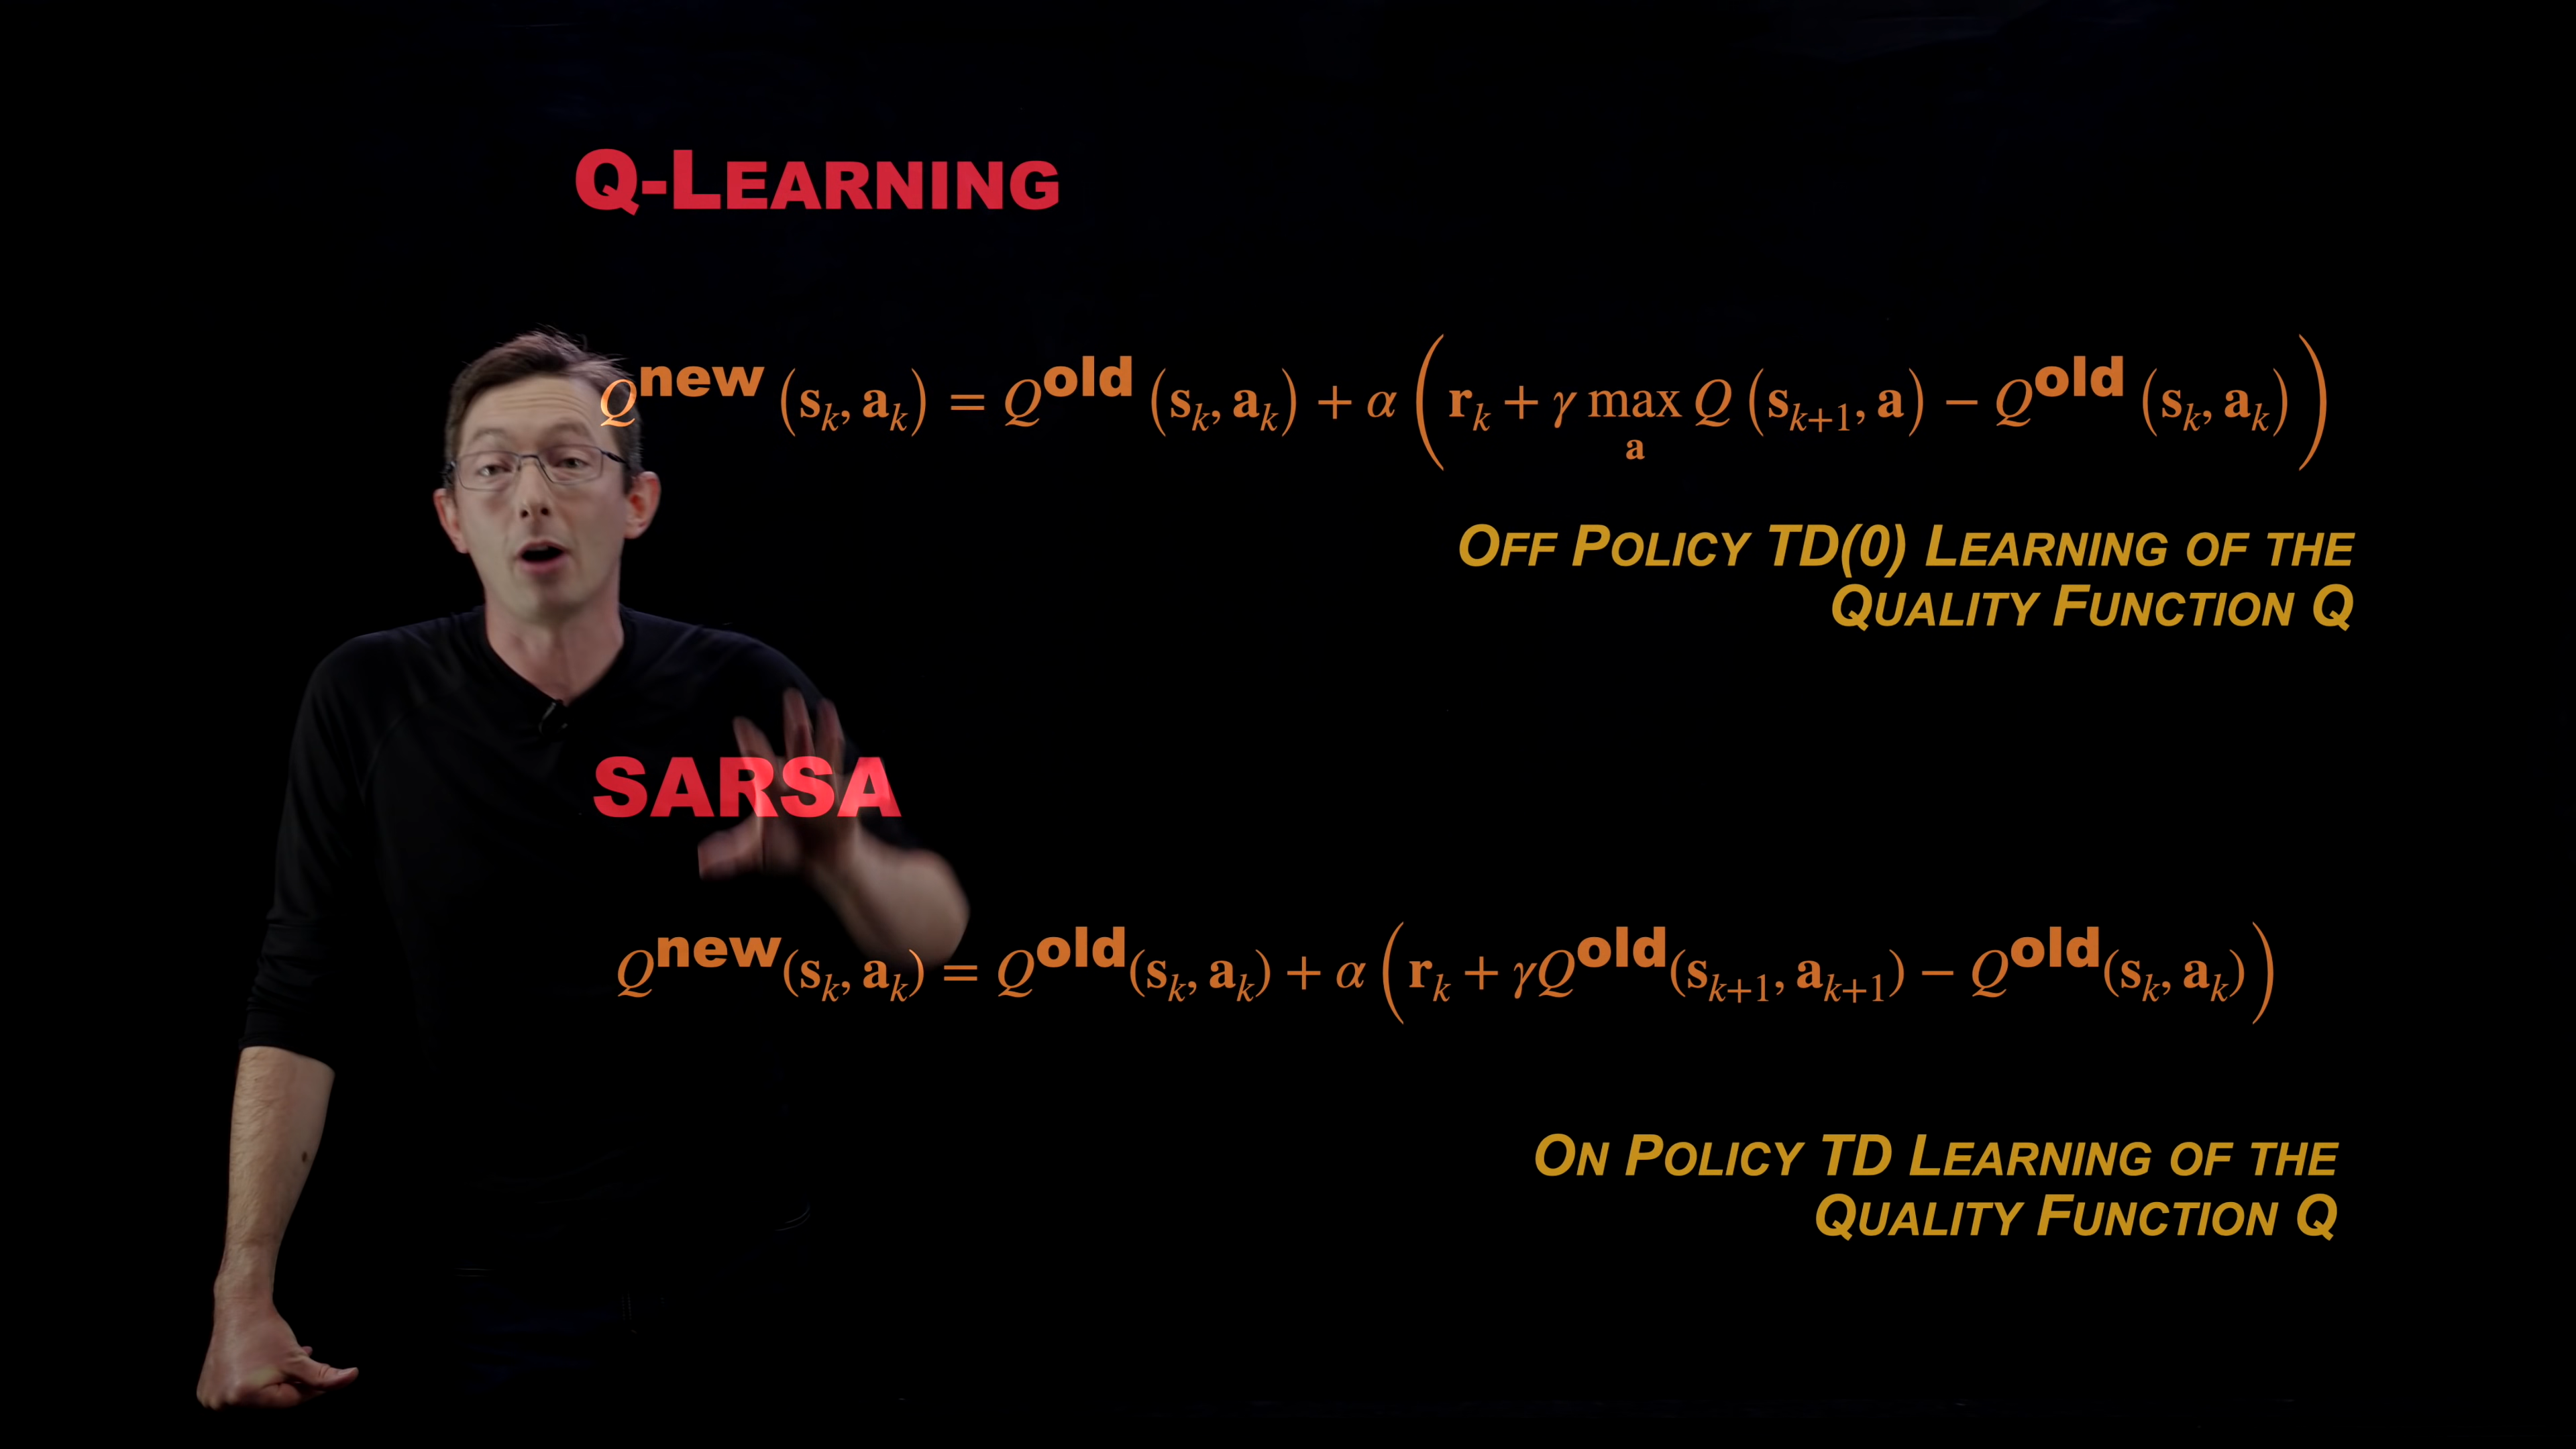 Q-LEARNING
Q^new (s_k, a_k) = Q^old (s_k, a_k) + α ( r_k + γ max_a Q (s_{k+1}, a) − Q^old (s_k, a_k) )
OFF POLICY TD(0) LEARNING OF THE
QUALITY FUNCTION Q
SARSA
Q^new(s_k, a_k) = Q^old(s_k, a_k) + α ( r_k + γQ^old(s_{k+1}, a_{k+1}) − Q^old(s_k, a_k) )
ON POLICY TD LEARNING OF THE
QUALITY FUNCTION Q